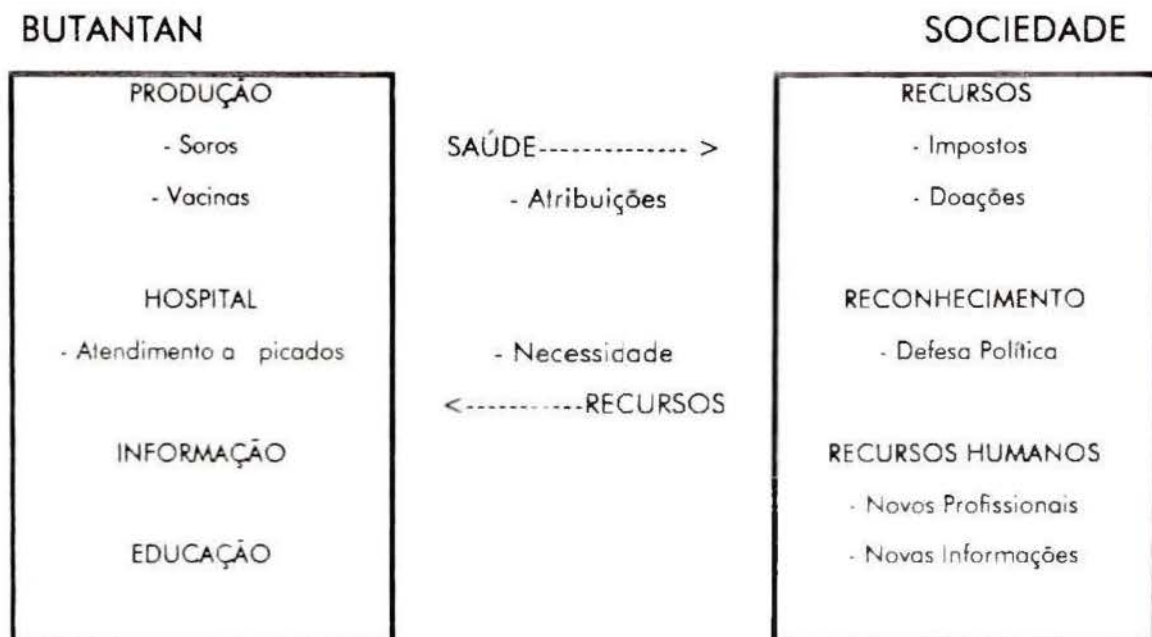 BUTANTAN
SOCIEDADE
PRODUÇÃO
- Soros
- Vacinas
HOSPITAL
- Atendimento a picados
INFORMAÇÃO
EDUCAÇÃO
SAÚDE-------------- >
- Atribuições
- Necessidade
<-----------RECURSOS
RECURSOS
- Impostos
- Doações
RECONHECIMENTO
- Defesa Política
RECURSOS HUMANOS
- Novos Profissionais
- Novas Informações